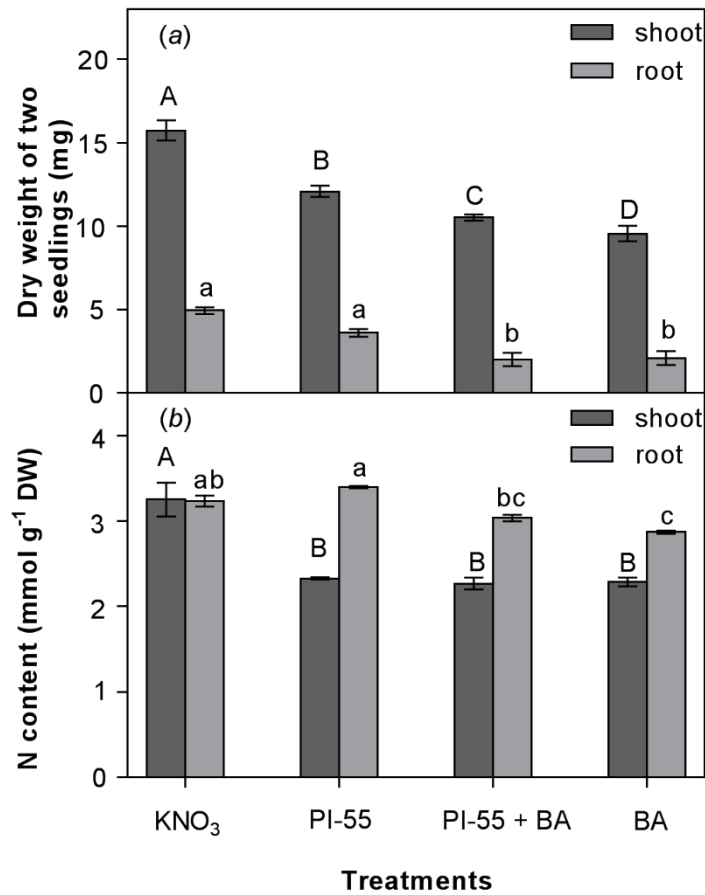 (a)
shoot
root
20
15
10
5
0
Dry weight of two
seedlings (mg)
A
a
B
a
C
b
D
b
(b)
shoot
root
4
3
2
1
0
N content (mmol g⁻¹ DW)
A
ab
B
a
B
bc
B
c
KNO₃ PI-55 PI-55 + BA BA
Treatments